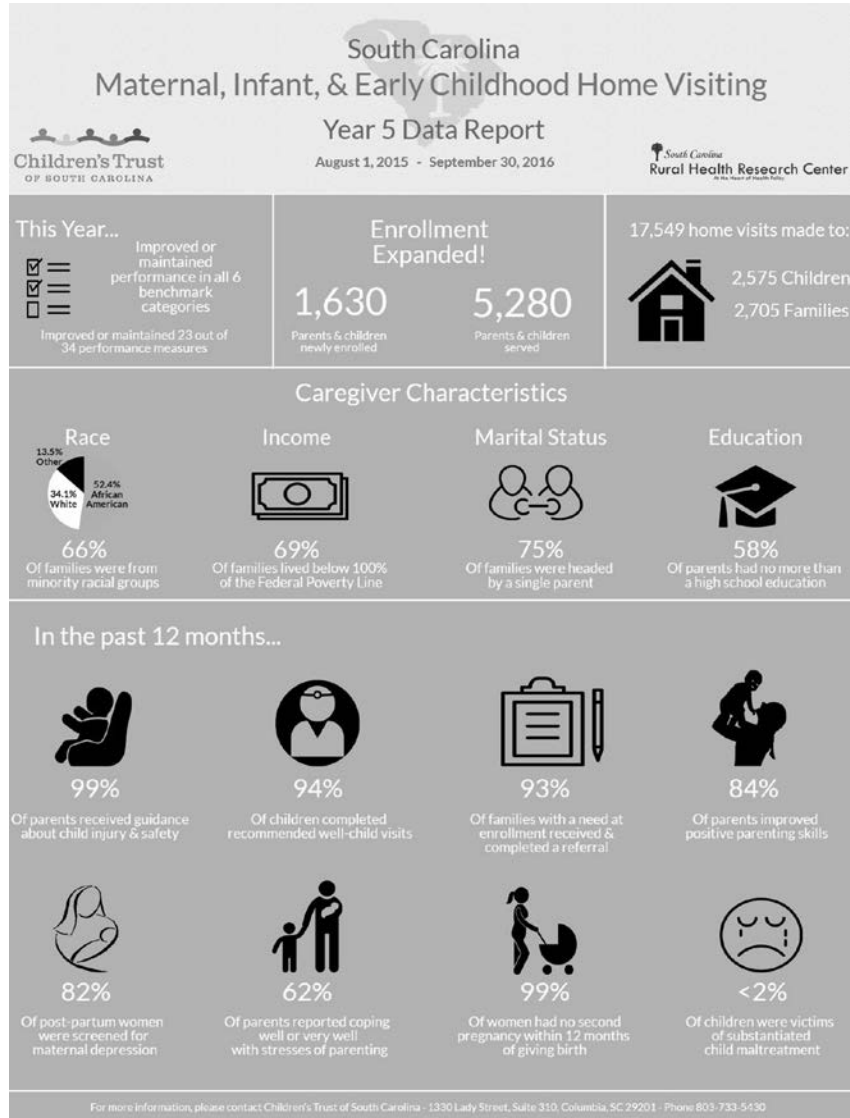 South Carolina
Maternal, Infant, & Early Childhood Home Visiting
Year 5 Data Report
August 1, 2015 - September 30, 2016
Children's Trust
OF SOUTH CAROLINA
South Carolina
Rural Health Research Center
At the Heart of Health Policy
This Year...
Improved or
maintained
performance in all 6
benchmark
categories
Improved or maintained 23 out of
34 performance measures
Enrollment
Expanded!
1,630
Parents & children
newly enrolled
5,280
Parents & children
served
17,549 home visits made to:
2,575 Children
2,705 Families
Caregiver Characteristics
Race
13.5%
Other
34.1%
White
52.4%
African
American
66%
Of families were from
minority racial groups
Income
69%
Of families lived below 100%
of the Federal Poverty Line
Marital Status
75%
Of families were headed
by a single parent
Education
58%
Of parents had no more than
a high school education
In the past 12 months...
99%
Of parents received guidance
about child injury & safety
94%
Of children completed
recommended well-child visits
93%
Of families with a need at
enrollment received &
completed a referral
84%
Of parents improved
positive parenting skills
82%
Of post-partum women
were screened for
maternal depression
62%
Of parents reported coping
well or very well
with stresses of parenting
99%
Of women had no second
pregnancy within 12 months
of giving birth
<2%
Of children were victims
of substantiated
child maltreatment
For more information, please contact Children's Trust of South Carolina - 1330 Lady Street, Suite 310, Columbia, SC 29201 - Phone 803-733-5430